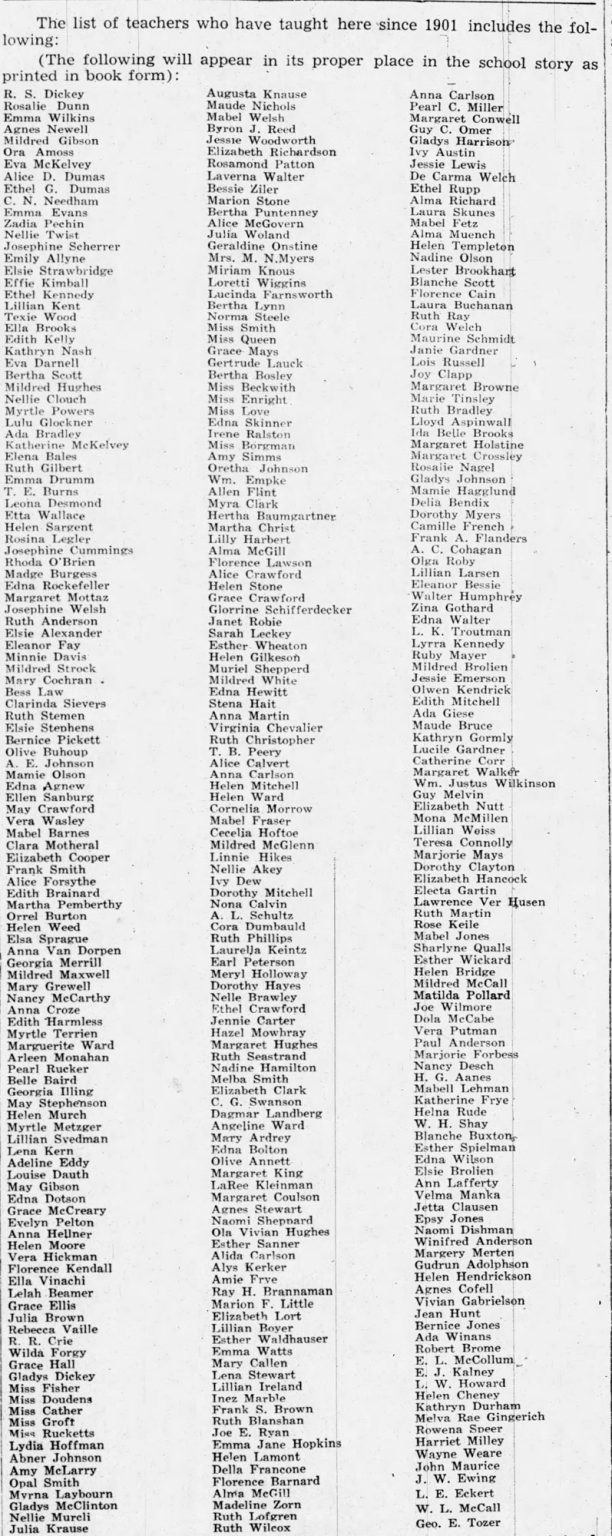 The list of teachers who have taught here since 1901 includes the fol-
lowing:
(The following will appear in its proper place in the school story as
printed in book form):
R. S. Dickey
Rosalie Dunn
Emma Wilkins
Agnes Newell
Mildred Gibson
Ora Amoss
Eva McKelvey
Alice D. Dumas
Ethel G. Dumas
C. N. Needham
Emma Evans
Zadia Pechin
Nellie Twist
Josephine Scherrer
Emily Allyne
Elsie Strawbridge
Effie Kimball
Ethel Kennedy
Lillian Kent
Texie Wood
Ella Brooks
Edith Kelly
Kathryn Nash
Eva Darnell
Bertha Scott
Mildred Hughes
Nellie Clouch
Myrtle Powers
Lulu Glockner
Ada Bradley
Katherine McKelvey
Elena Bales
Ruth Gilbert
Emma Drumm
T. E. Burns
Leona Desmond
Etta Wallace
Helen Sargent
Rosina Legler
Josephine Cummings
Rhoda O'Brien
Madge Burgess
Edna Rockefeller
Margaret Mottaz
Josephine Welsh
Ruth Anderson
Elsie Alexander
Eleanor Fay
Minnie Davis
Mildred Strock
Mary Cochran
Bess Law
Clarinda Sievers
Ruth Stemen
Elsie Stephens
Bernice Pickett
Olive Buhoup
A. E. Johnson
Mamie Olson
Edna Agnew
Ellen Sanburg
May Crawford
Vera Wasley
Mabel Barnes
Clara Motheral
Elizabeth Cooper
Frank Smith
Alice Forsythe
Edith Brainard
Martha Pemberthy
Orrel Burton
Helen Weed
Elsa Sprague
Anna Van Dorpen
Georgia Merrill
Mildred Maxwell
Mary Grewell
Nancy McCarthy
Anna Croze
Edith Harmless
Myrtle Terrien
Marguerite Ward
Arleen Monahan
Pearl Rucker
Belle Baird
Georgia Illing
May Stephenson
Helen Murch
Myrtle Metzger
Lillian Svedman
Lena Kern
Adeline Eddy
Louise Dauth
May Gibson
Edna Dotson
Grace McCreary
Evelyn Pelton
Anna Hellner
Helen Moore
Vera Hickman
Florence Kendall
Ella Vinachi
Lelah Beamer
Grace Ellis
Julia Brown
Rebecca Vaille
R. R. Crie
Wilda Forgy
Grace Hall
Gladys Dickey
Miss Fisher
Miss Doudens
Miss Cather
Miss Groft
Miss Rucketts
Lydia Hoffman
Abner Johnson
Amy McLarry
Opal Smith
Myrna Laybourn
Gladys McClinton
Nellie Murcli
Julia Krause
Augusta Knause
Maude Nichols
Mabel Welsh
Byron J. Reed
Jessie Woodworth
Elizabeth Richardson
Rosamond Patton
Laverna Walter
Bessie Ziler
Marion Stone
Bertha Puntenney
Alice McGovern
Julia Woland
Geraldine Onstine
Mrs. M. N.Myers
Miriam Knous
Loretti Wiggins
Lucinda Farnsworth
Bertha Lynn
Norma Steele
Miss Smith
Miss Queen
Grace Mays
Gertrude Lauck
Bertha Bosley
Miss Beckwith
Miss Enright
Miss Love
Edna Skinner
Irene Ralston
Miss Borgman
Amy Simms
Oretha Johnson
Wm. Empke
Allen Flint
Myra Clark
Hertha Baumgartner
Martha Christ
Lilly Harbert
Alma McGill
Florence Lawson
Alice Crawford
Helen Stone
Grace Crawford
Glorrine Schifferdecker
Janet Robie
Sarah Leckey
Esther Wheaton
Helen Gilkeson
Muriel Shepperd
Mildred White
Edna Hewitt
Stena Hait
Anna Martin
Virginia Chevalier
Ruth Christopher
T. B. Peery
Alice Calvert
Anna Carlson
Helen Mitchell
Helen Ward
Cornelia Morrow
Mabel Fraser
Cecelia Hoftoe
Mildred McGlenn
Linnie Hikes
Nellie Akey
Ivy Dew
Dorothy Mitchell
Nona Calvin
A. L. Schultz
Cora Dumbauld
Ruth Phillips
Laurella Keintz
Earl Peterson
Meryl Holloway
Dorothy Hayes
Nelle Brawley
Ethel Crawford
Jennie Carter
Hazel Mowbray
Margaret Hughes
Ruth Seastrand
Nadine Hamilton
Melba Smith
Elizabeth Clark
C. G. Swanson
Dagmar Landberg
Angeline Ward
Mary Ardrey
Edna Bolton
Olive Annett
Margaret King
LaRee Kleinman
Margaret Coulson
Agnes Stewart
Naomi Sheppard
Ola Vivian Hughes
Esther Sanner
Alida Carlson
Alys Kerker
Amie Frye
Ray H. Brannaman
Marion F. Little
Elizabeth Lort
Lillian Boyer
Esther Waldhauser
Emma Watts
Mary Callen
Lena Stewart
Lillian Ireland
Inez Marble
Frank S. Brown
Ruth Blanshan
Joe E. Ryan
Emma Jane Hopkins
Helen Lamont
Della Francone
Florence Barnard
Alma McGill
Madeline Zorn
Ruth Lofgren
Ruth Wilcox
Anna Carlson
Pearl C. Miller
Margaret Conwell
Guy C. Omer
Gladys Harrison
Ivy Austin
Jessie Lewis
De Carma Welch
Ethel Rupp
Alma Richard
Laura Skunes
Mabel Fetz
Alma Muench
Helen Templeton
Nadine Olson
Lester Brookhart
Blanche Scott
Florence Cain
Laura Buchanan
Ruth Ray
Cora Welch
Maurine Schmidt
Janie Gardner
Lois Russell
Joy Clapp
Margaret Browne
Marie Tinsley
Ruth Bradley
Lloyd Aspinwall
Ida Belle Brooks
Margaret Holstine
Margaret Crossley
Rosalie Nagel
Gladys Johnson
Mamie Hagglund
Delia Bendix
Dorothy Myers
Camille French
Frank A. Flanders
A. C. Cohagan
Olga Roby
Lillian Larsen
Eleanor Bessie
Walter Humphrey
Zina Gothard
Edna Walter
L. K. Troutman
Lyrra Kennedy
Ruby Mayer
Mildred Brolien
Jessie Emerson
Olwen Kendrick
Edith Mitchell
Ada Giese
Maude Bruce
Kathryn Gormly
Lucile Gardner
Catherine Corr
Margaret Walker
Wm. Justus Wilkinson
Guy Melvin
Elizabeth Nutt
Mona McMillen
Lillian Weiss
Teresa Connolly
Marjorie Mays
Dorothy Clayton
Elizabeth Hancock
Electa Gartin
Lawrence Ver Husen
Ruth Martin
Rose Keile
Mabel Jones
Sharlyne Qualls
Esther Wickard
Helen Bridge
Mildred McCall
Matilda Pollard
Joe Wilmore
Dola McCabe
Vera Putman
Paul Anderson
Marjorie Forbess
Nancy Desch
H. G. Aanes
Mabell Lehman
Katherine Frye
Helna Rude
W. H. Shay
Blanche Buxton
Esther Spielman
Edna Wilson
Elsie Brolien
Ann Lafferty
Velma Manka
Jetta Clausen
Epsy Jones
Naomi Dishman
Winifred Anderson
Margery Merten
Gudrun Adolphson
Helen Hendrickson
Agnes Cofell
Vivian Gabrielson
Jean Hunt
Bernice Jones
Ada Winans
Robert Brome
E. L. McCollum
E. J. Kalney
L. W. Howard
Helen Cheney
Kathryn Durham
Melva Rae Gingerich
Rowena Speer
Harriet Milley
Wayne Weare
John Maurice
J. W. Ewing
L. E. Eckert
W. L. McCall
Geo. E. Tozer